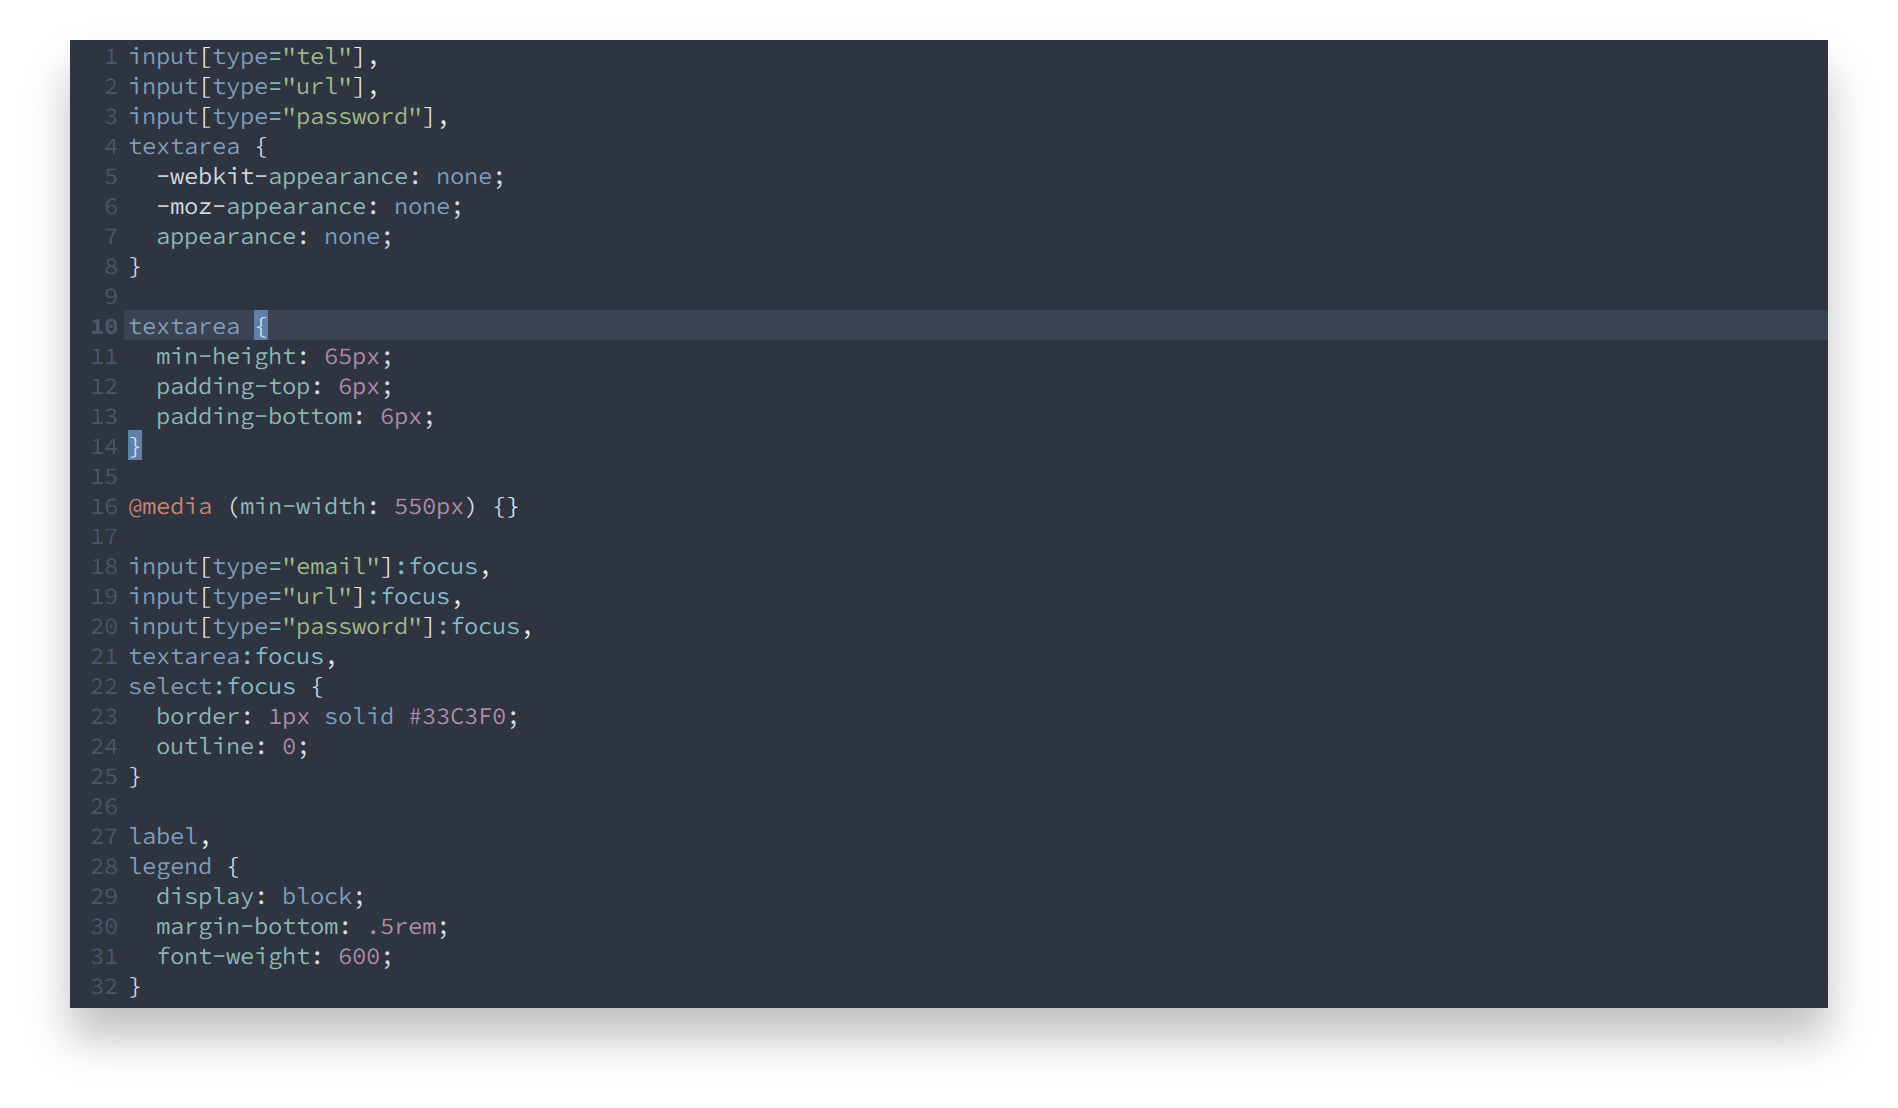 1 input[type="tel"],
2 input[type="url"],
3 input[type="password"],
4 textarea {
5   -webkit-appearance: none;
6   -moz-appearance: none;
7   appearance: none;
8 }
9
10 textarea {
11   min-height: 65px;
12   padding-top: 6px;
13   padding-bottom: 6px;
14 }
15
16 @media (min-width: 550px) {}
17
18 input[type="email"]:focus,
19 input[type="url"]:focus,
20 input[type="password"]:focus,
21 textarea:focus,
22 select:focus {
23   border: 1px solid #33C3F0;
24   outline: 0;
25 }
26
27 label,
28 legend {
29   display: block;
30   margin-bottom: .5rem;
31   font-weight: 600;
32 }